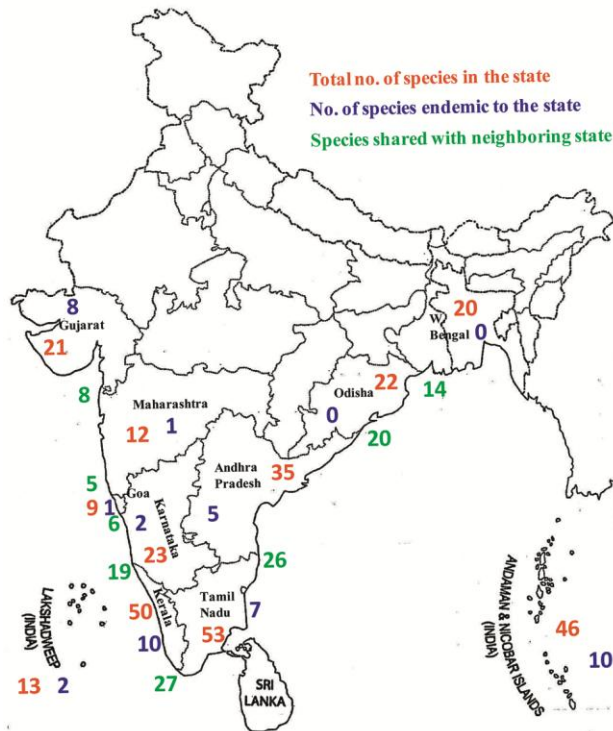 Total no. of species in the state
No. of species endemic to the state
Species shared with neighboring state
8
Gujarat
21
8
20
W.
Bengal
0
14
22
Odisha
0
20
Maharashtra
12
1
Andhra
Pradesh
35
5
5
Goa
9
1
6
2
Karnataka
23
26
19
Kerala
50
10
Tamil
Nadu
7
53
27
LAKSHADWEEP
(INDIA)
13
2
SRI
LANKA
ANDAMAN & NICOBAR ISLANDS
(INDIA)
46
10